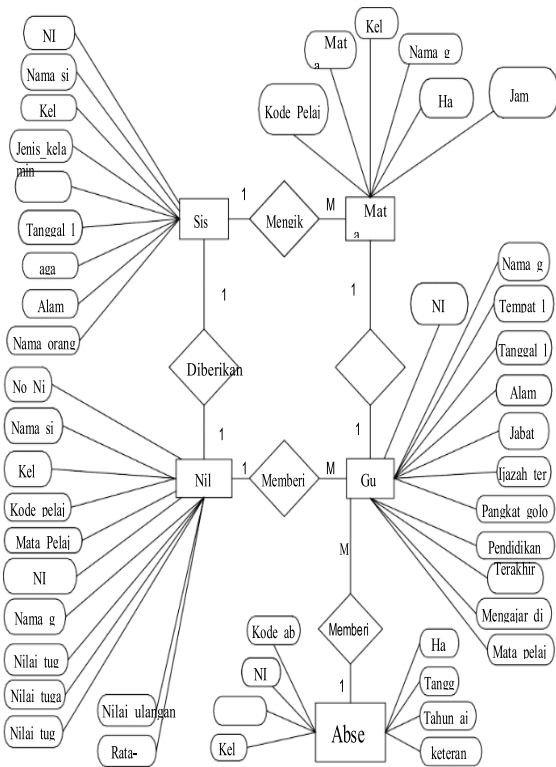 NI
Nama si
Kel
Jenis_kela
min
Tanggal l
aga
Alam
Nama orang
Kode Pelaj
Mat
a
Kel
Nama g
Ha
Jam
Sis
1
Mengik
M
Mat
a
1
1
NI
Nama g
Tempat l
Tanggal l
Alam
Jabat
Ijazah ter
Pangkat golo
Pendidikan
Terakhir
Mengajar di
Mata pelaj
Diberikan
1
1
No Ni
Nama si
Kel
Kode pelaj
Mata Pelaj
NI
Nama g
Nilai tug
Nilai tuga
Nilai tug
Nilai ulangan
Rata-
Nil
1
Memberi
M
Gu
M
Memberi
1
Kode ab
NI
Kel
Abse
Ha
Tangg
Tahun aj
keteran